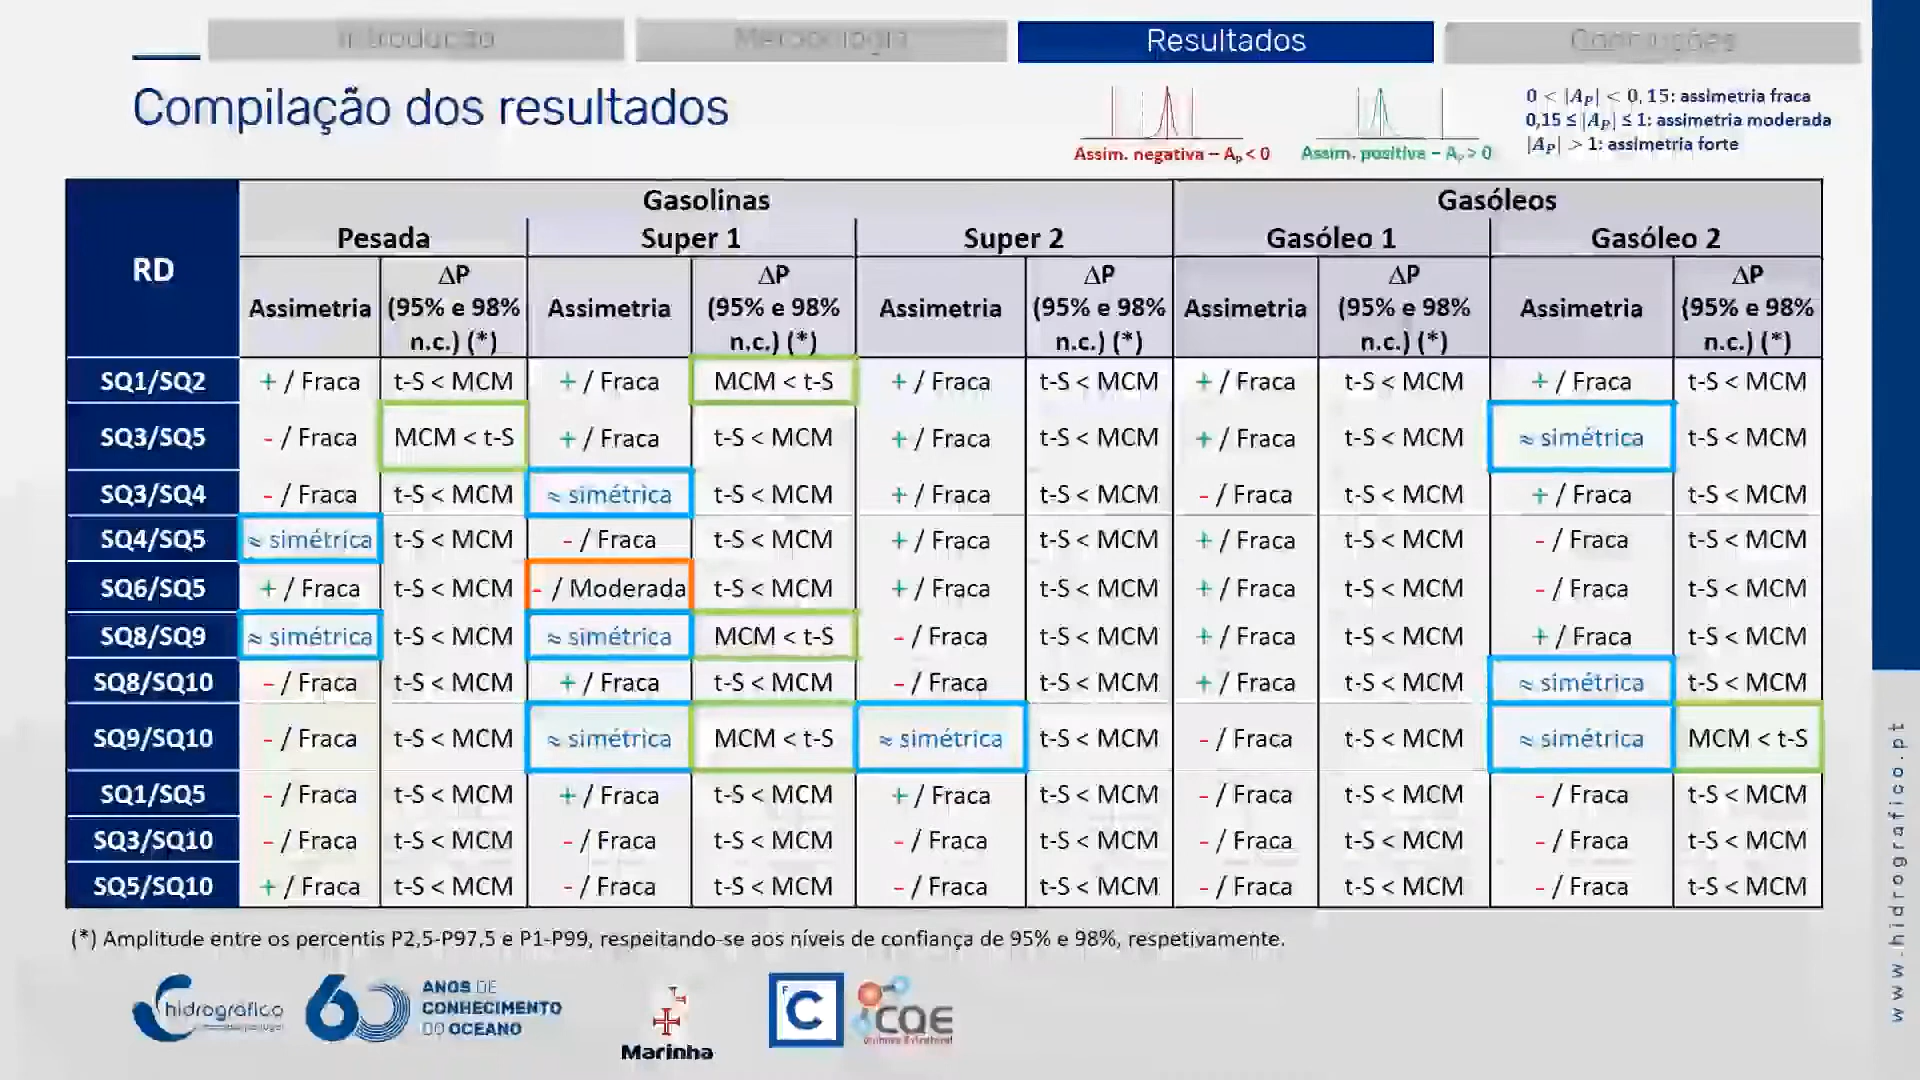 Introdução
Metodologia
Resultados
Conclusões
Compilação dos resultados
Assim. negativa – Ap < 0
Assim. positiva – Ap > 0
0 < |AP| < 0, 15: assimetria fraca
0,15 ≤ |AP| ≤ 1: assimetria moderada
|AP| > 1: assimetria forte
RD
Gasolinas
Gasóleos
Pesada
Super 1
Super 2
Gasóleo 1
Gasóleo 2
Assimetria
ΔP
(95% e 98%
n.c.) (*)
Assimetria
ΔP
(95% e 98%
n.c.) (*)
Assimetria
ΔP
(95% e 98%
n.c.) (*)
Assimetria
ΔP
(95% e 98%
n.c.) (*)
Assimetria
ΔP
(95% e 98%
n.c.) (*)
SQ1/SQ2 + / Fraca t-S < MCM + / Fraca MCM < t-S + / Fraca t-S < MCM + / Fraca t-S < MCM + / Fraca t-S < MCM
SQ3/SQ5 - / Fraca MCM < t-S + / Fraca t-S < MCM + / Fraca t-S < MCM + / Fraca t-S < MCM ≈ simétrica t-S < MCM
SQ3/SQ4 - / Fraca t-S < MCM ≈ simétrica t-S < MCM + / Fraca t-S < MCM - / Fraca t-S < MCM + / Fraca t-S < MCM
SQ4/SQ5 ≈ simétrica t-S < MCM - / Fraca t-S < MCM + / Fraca t-S < MCM + / Fraca t-S < MCM - / Fraca t-S < MCM
SQ6/SQ5 + / Fraca t-S < MCM - / Moderada t-S < MCM + / Fraca t-S < MCM + / Fraca t-S < MCM - / Fraca t-S < MCM
SQ8/SQ9 ≈ simétrica t-S < MCM ≈ simétrica MCM < t-S - / Fraca t-S < MCM + / Fraca t-S < MCM + / Fraca t-S < MCM
SQ8/SQ10 - / Fraca t-S < MCM + / Fraca t-S < MCM - / Fraca t-S < MCM + / Fraca t-S < MCM ≈ simétrica t-S < MCM
SQ9/SQ10 - / Fraca t-S < MCM ≈ simétrica MCM < t-S ≈ simétrica t-S < MCM - / Fraca t-S < MCM ≈ simétrica MCM < t-S
SQ1/SQ5 - / Fraca t-S < MCM + / Fraca t-S < MCM + / Fraca t-S < MCM - / Fraca t-S < MCM - / Fraca t-S < MCM
SQ3/SQ10 - / Fraca t-S < MCM - / Fraca t-S < MCM - / Fraca t-S < MCM - / Fraca t-S < MCM - / Fraca t-S < MCM
SQ5/SQ10 + / Fraca t-S < MCM - / Fraca t-S < MCM - / Fraca t-S < MCM - / Fraca t-S < MCM - / Fraca t-S < MCM
(*) Amplitude entre os percentis P2,5-P97,5 e P1-P99, respeitando-se aos níveis de confiança de 95% e 98%, respetivamente.
hidrográfico
60
ANOS DE
CONHECIMENTO
DO OCEANO
Marinha
F
C
CQE
www.hidrografico.pt